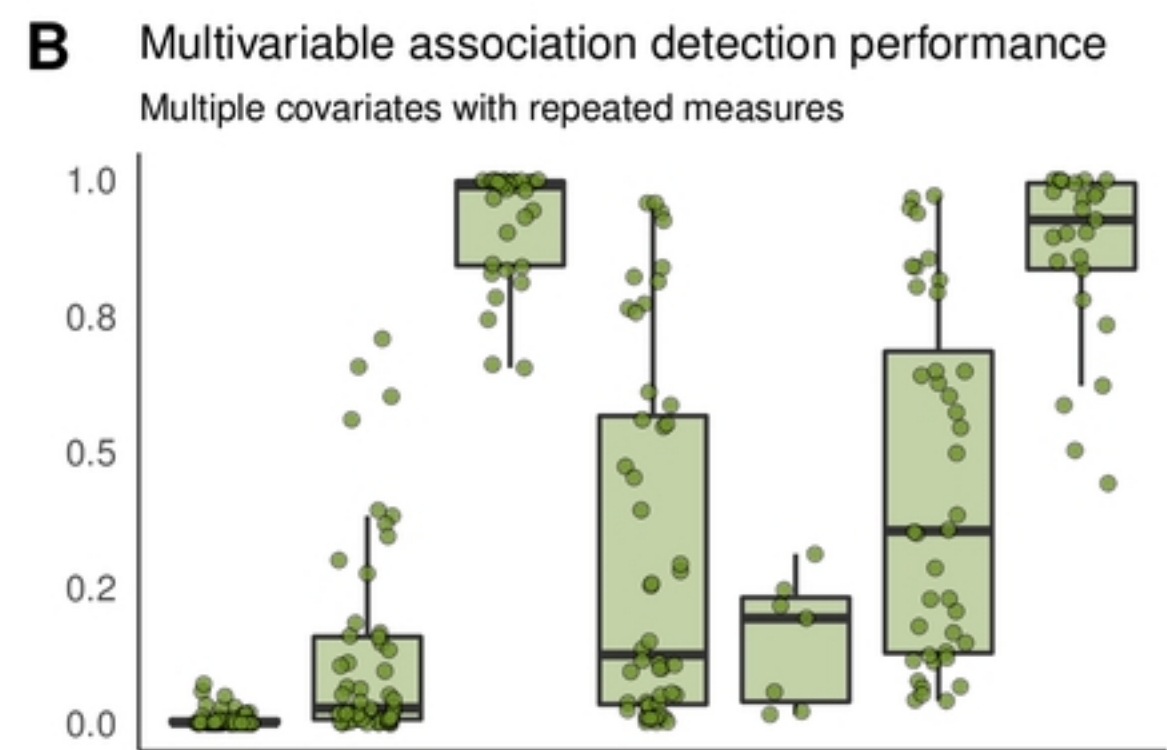 B Multivariable association detection performance
Multiple covariates with repeated measures
1.0
0.8
0.5
0.2
0.0